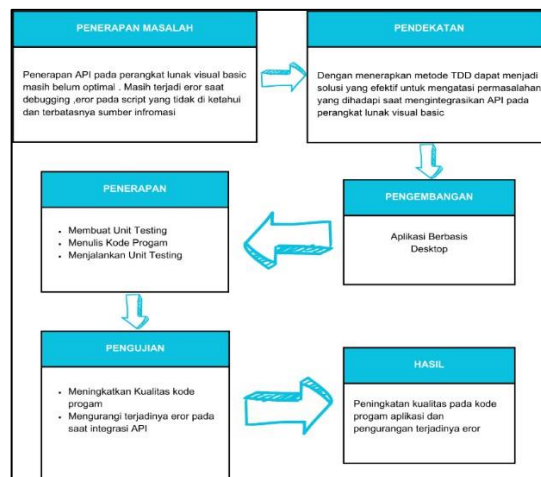 PENERAPAN MASALAH
Penerapan API pada perangkat lunak visual basic
masih belum optimal . Masih terjadi eror saat
debugging ,eror pada script yang tidak di ketahui
dan terbatasnya sumber infromasi
PENDEKATAN
Dengan menerapkan metode TDD dapat menjadi
solusi yang efektif untuk mengatasi permasalahan
yang dihadapi saat mengintegrasikan API pada
perangkat lunak visual basic
PENGEMBANGAN
Aplikasi Berbasis
Desktop
PENERAPAN
• Membuat Unit Testing
• Menulis Kode Progam
• Menjalankan Unit Testing
PENGUJIAN
• Meningkatkan Kualitas kode
progam
• Mengurangi terjadinya eror pada
saat integrasi API
HASIL
Peningkatan kualitas pada kode
progam aplikasi dan
pengurangan terjadinya eror